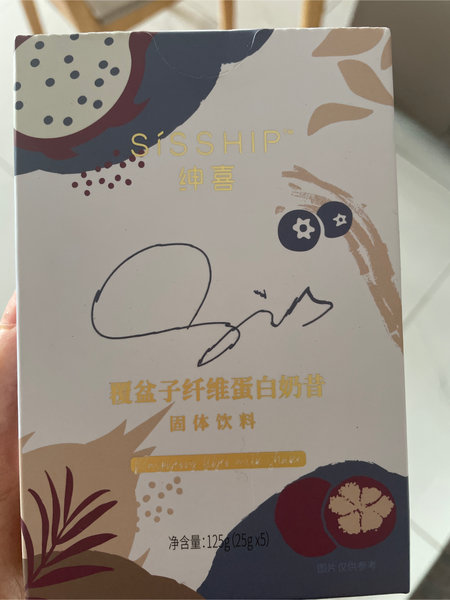 SiSSHIP™
绅喜
覆盆子纤维蛋白奶昔
固体饮料
净含量:125g(25g x5)
图片仅供参考